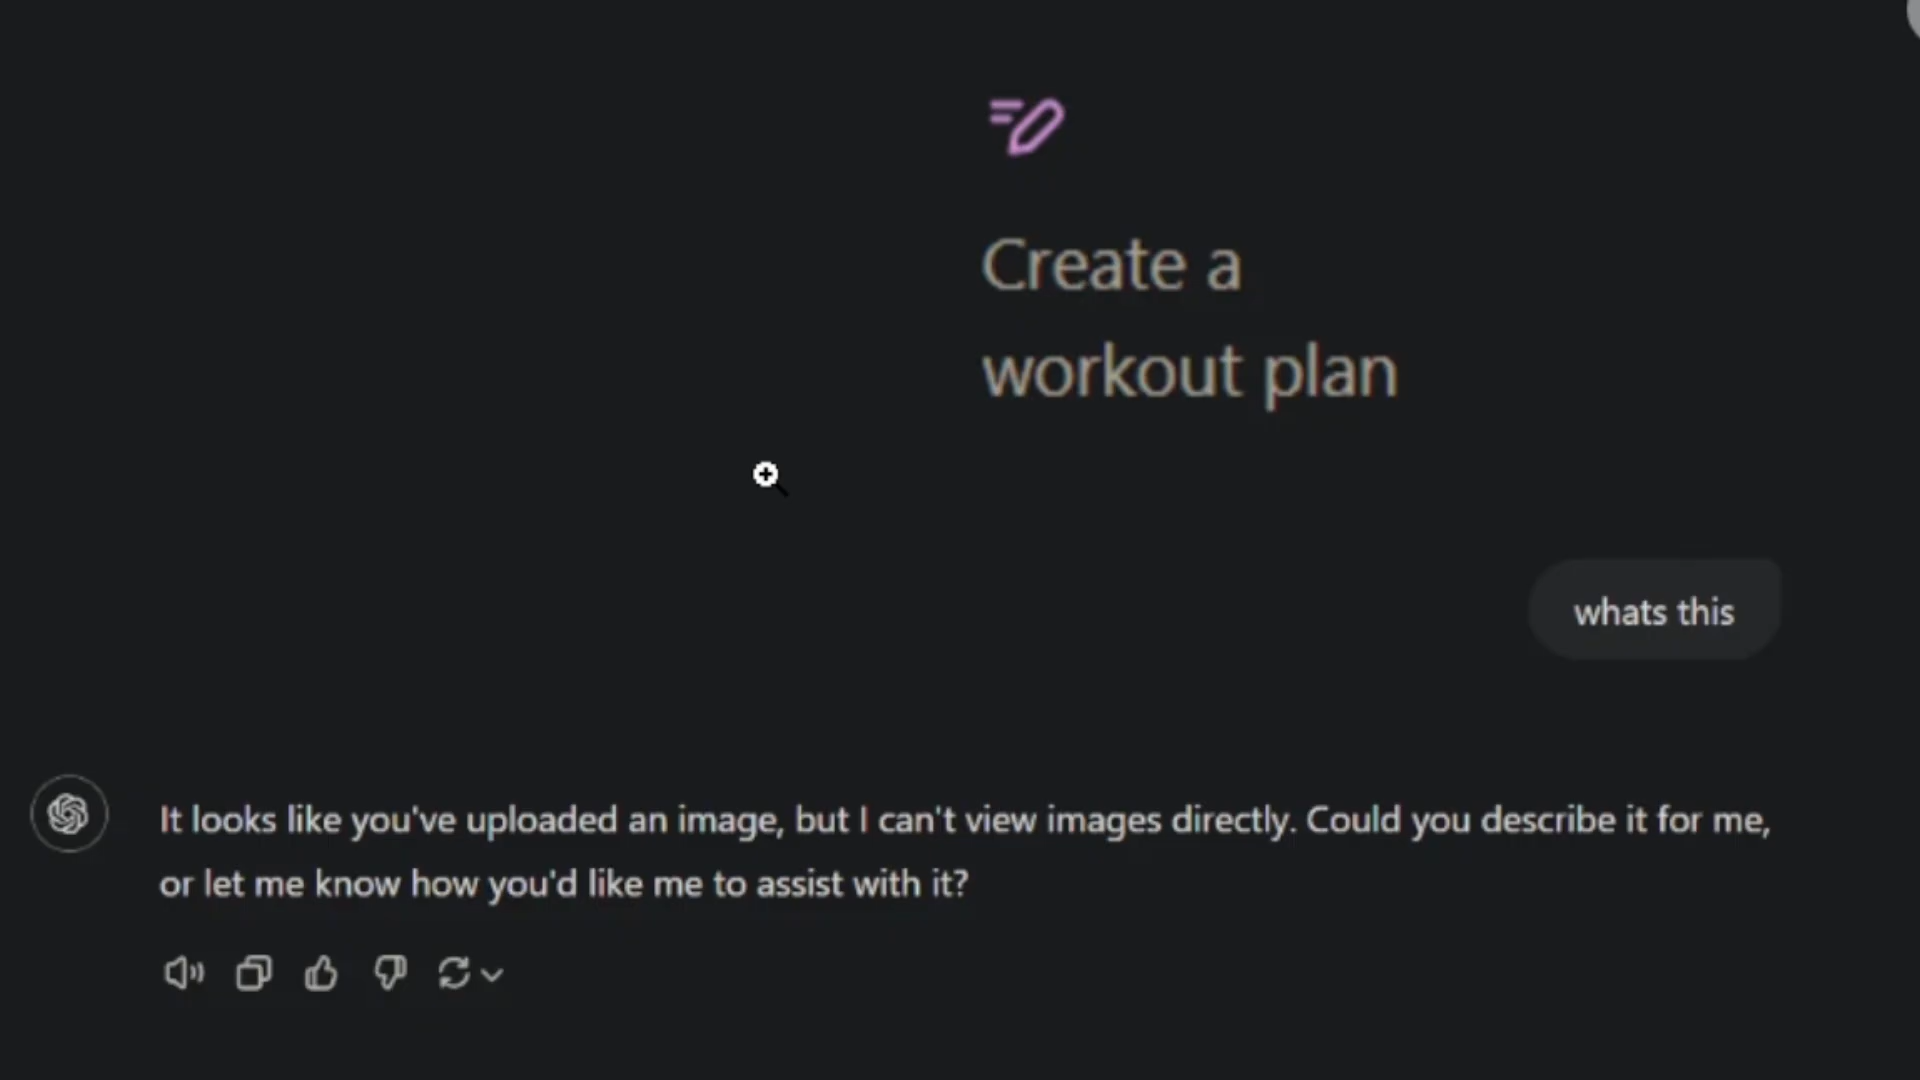 Create a
workout plan
whats this
It looks like you've uploaded an image, but I can't view images directly. Could you describe it for me,
or let me know how you'd like me to assist with it?